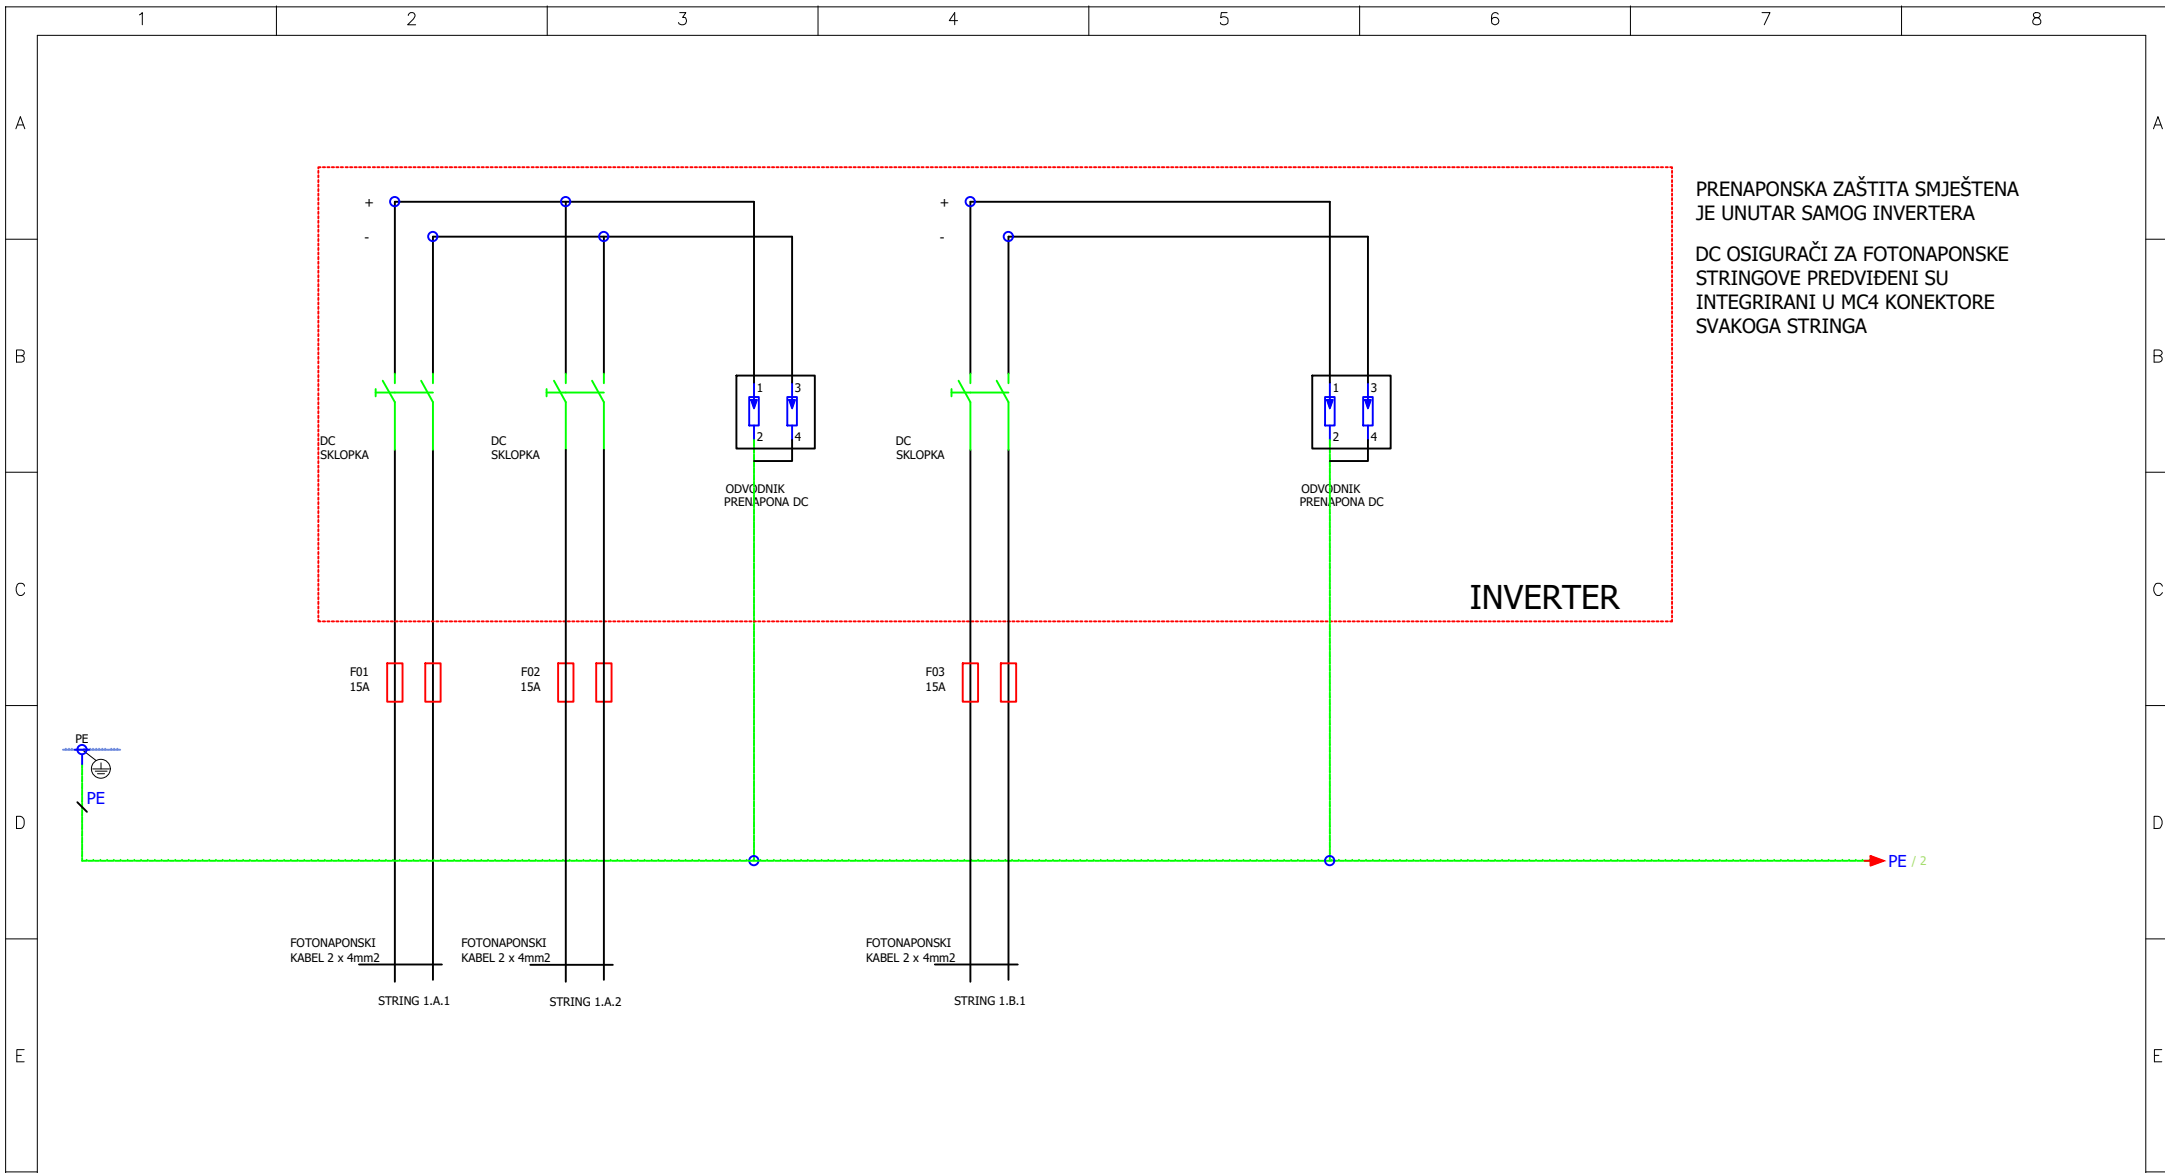 1 2 3 4 5 6 7 8
A A
+ +
- -
PRENAPONSKA ZAŠTITA SMJEŠTENA
JE UNUTAR SAMOG INVERTERA
DC OSIGURAČI ZA FOTONAPONSKE
STRINGOVE PREDVIĐENI SU
INTEGRIRANI U MC4 KONEKTORE
SVAKOGA STRINGA
B B
1 3 1 3
2 4 2 4
DC
SKLOPKA
DC
SKLOPKA
DC
SKLOPKA
ODVODNIK
PRENAPONA DC
ODVODNIK
PRENAPONA DC
C C
INVERTER
F01
15A
F02
15A
F03
15A
PE
PE
D D
PE / 2
FOTONAPONSKI
KABEL 2 x 4mm2
FOTONAPONSKI
KABEL 2 x 4mm2
FOTONAPONSKI
KABEL 2 x 4mm2
STRING 1.A.1
STRING 1.A.2
STRING 1.B.1
E E